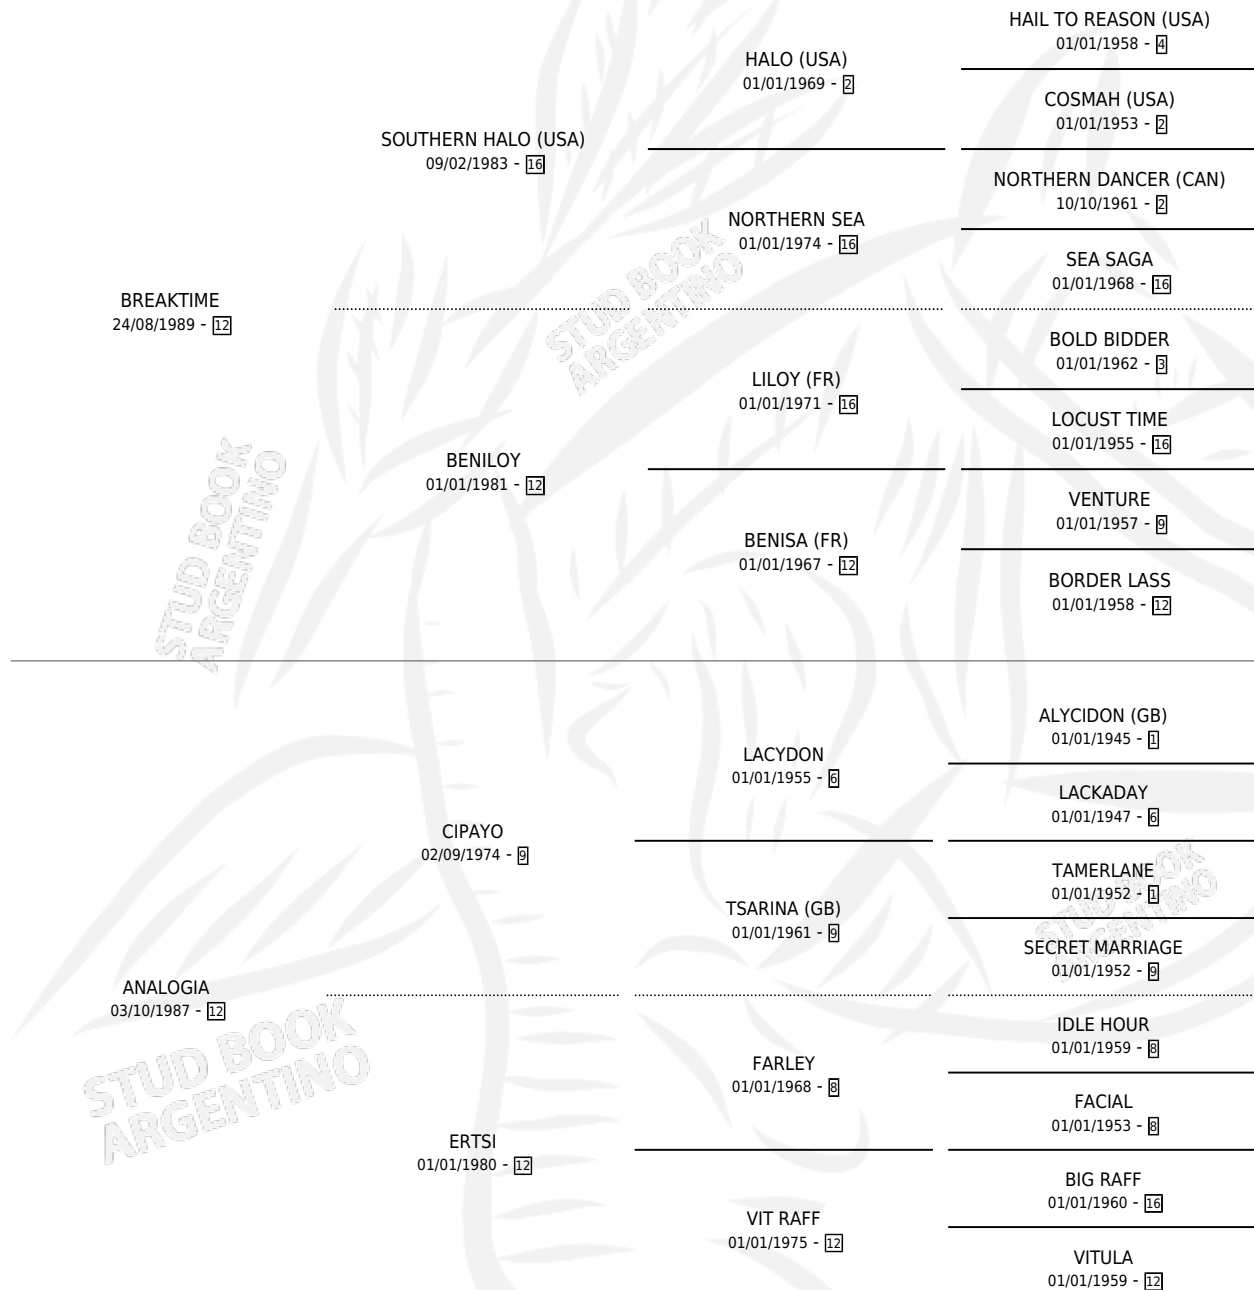 HAIL TO REASON (USA)
01/01/1958 - 4
HALO (USA)
01/01/1969 - 2
COSMAH (USA)
01/01/1953 - 2
SOUTHERN HALO (USA)
09/02/1983 - 16
NORTHERN DANCER (CAN)
10/10/1961 - 2
NORTHERN SEA
01/01/1974 - 16
SEA SAGA
01/01/1968 - 16
BREAKTIME
24/08/1989 - 12
BOLD BIDDER
01/01/1962 - 3
LILOY (FR)
01/01/1971 - 16
LOCUST TIME
01/01/1955 - 16
BENILOY
01/01/1981 - 12
VENTURE
01/01/1957 - 9
BENISA (FR)
01/01/1967 - 12
BORDER LASS
01/01/1958 - 12
STUD BOOK
ARGENTINO
STUD BOOK
ARGENTINO
ALYCIDON (GB)
01/01/1945 - 1
LACYDON
01/01/1955 - 6
LACKADAY
01/01/1947 - 6
CIPAYO
02/09/1974 - 9
TAMERLANE
01/01/1952 - 1
TSARINA (GB)
01/01/1961 - 9
SECRET MARRIAGE
01/01/1952 - 9
ANALOGIA
03/10/1987 - 12
IDLE HOUR
01/01/1959 - 8
FARLEY
01/01/1968 - 8
FACIAL
01/01/1953 - 8
ERTSI
01/01/1980 - 12
BIG RAFF
01/01/1960 - 16
VIT RAFF
01/01/1975 - 12
VITULA
01/01/1959 - 12
STUD BOOK
ARGENTINO
STUD BOOK
ARGENTINO